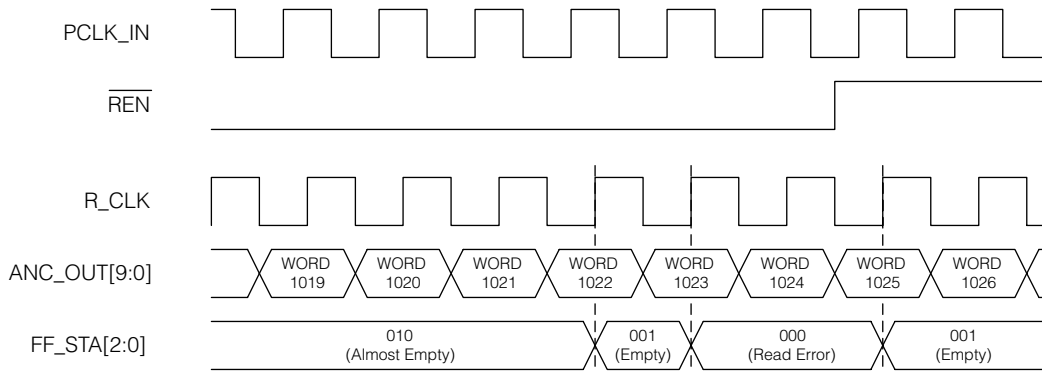 PCLK_IN
REN
R_CLK
ANC_OUT[9:0]
WORD
1019
WORD
1020
WORD
1021
WORD
1022
WORD
1023
WORD
1024
WORD
1025
WORD
1026
FF_STA[2:0]
010
(Almost Empty)
001
(Empty)
000
(Read Error)
001
(Empty)